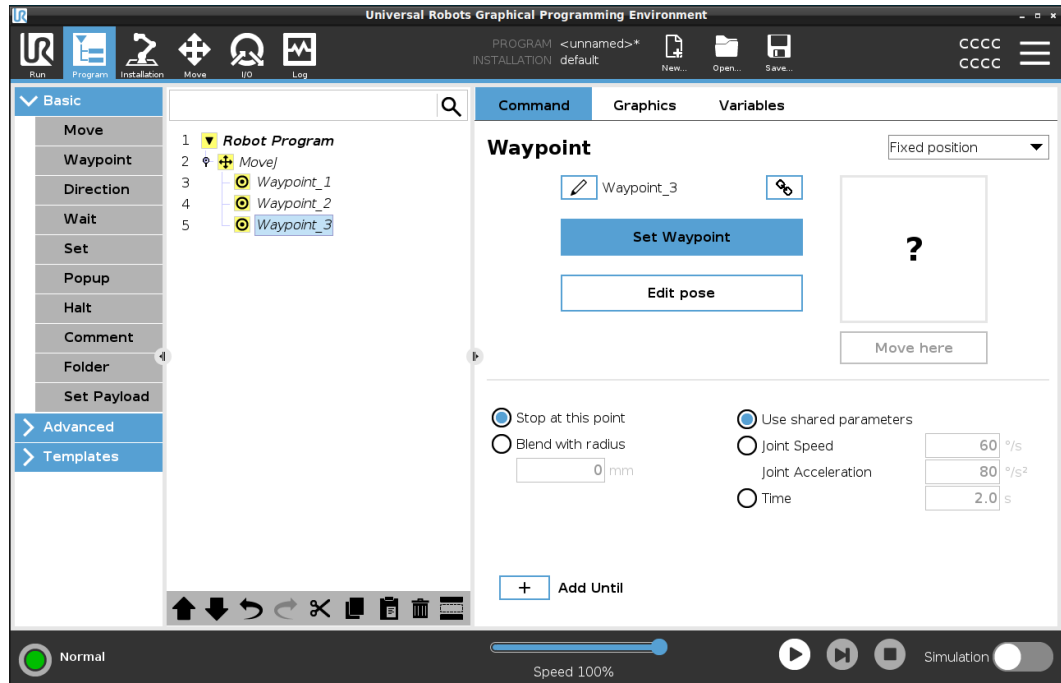 Universal Robots Graphical Programming Environment
UR
Run
Program
Installation
Move
I/O
Log
PROGRAM <unnamed>*
INSTALLATION default
New...
Open...
Save...
CCCC
CCCC
Basic
Move
Waypoint
Direction
Wait
Set
Popup
Halt
Comment
Folder
Set Payload
Advanced
Templates
1 Robot Program
2 MoveJ
3 Waypoint_1
4 Waypoint_2
5 Waypoint_3
Command Graphics Variables
Waypoint
Fixed position
Waypoint_3
Set Waypoint
Edit pose
?
Move here
Stop at this point
Blend with radius
0 mm
Use shared parameters
Joint Speed 60 °/s
Joint Acceleration 80 °/s²
Time 2.0 s
+ Add Until
Normal
Speed 100%
Simulation